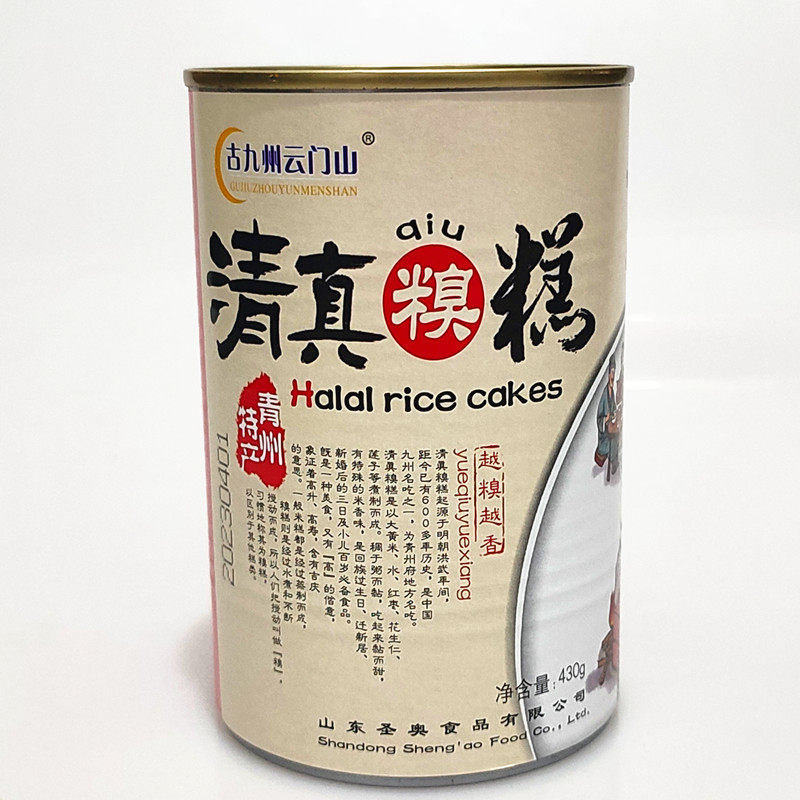 古九州云门山®
GUJIUZHOUYUNMENSHAN
qiu
清真糗糕
Halal rice cakes
青州
特产
20230401
越糗越香
yueqiuyuexiang
清真糗糕起源于明朝洪武年间，
距今已有600多年历史，是中国
九州名吃之一，为青州府地方名吃。
清真糗糕是以大黄米、水、红枣、花生仁、
莲子等煮制而成。稠于粥而黏，吃起来黏而甜，
有特殊的米香味，是回族过生日、迁新居、
新婚后的三日及小儿百岁必备食品。
既是一种美食，又有「高」的谐意，
象证着高升、高寿，含有吉庆
的意思。一般米糕都是经过蒸制而成，
糗糕则是经过水煮和不断
搅动而成，所以人们把搅动叫做「糗」，
习惯地称其为糗糕，
以区别于其他糕类。
净含量：430g
山东圣奥食品有限公司
Shandong Sheng'ao Food Co., Ltd.